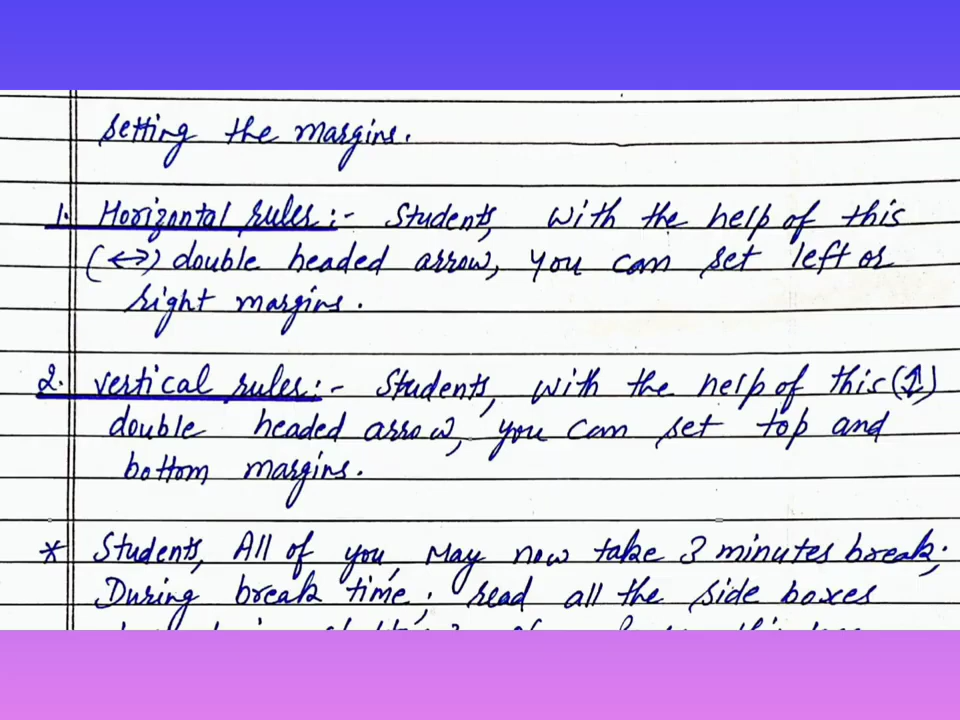 setting the margins.
1. Horizontal rules:- Students, with the help of this
(↔) double headed arrow, you can set left or
right margins.
2. vertical rules:- Students, with the help of this (↕)
double headed arrow, you can set top and
bottom margins.
* Students, All of you, May now take 3 minutes break;
During break time; read all the side boxes